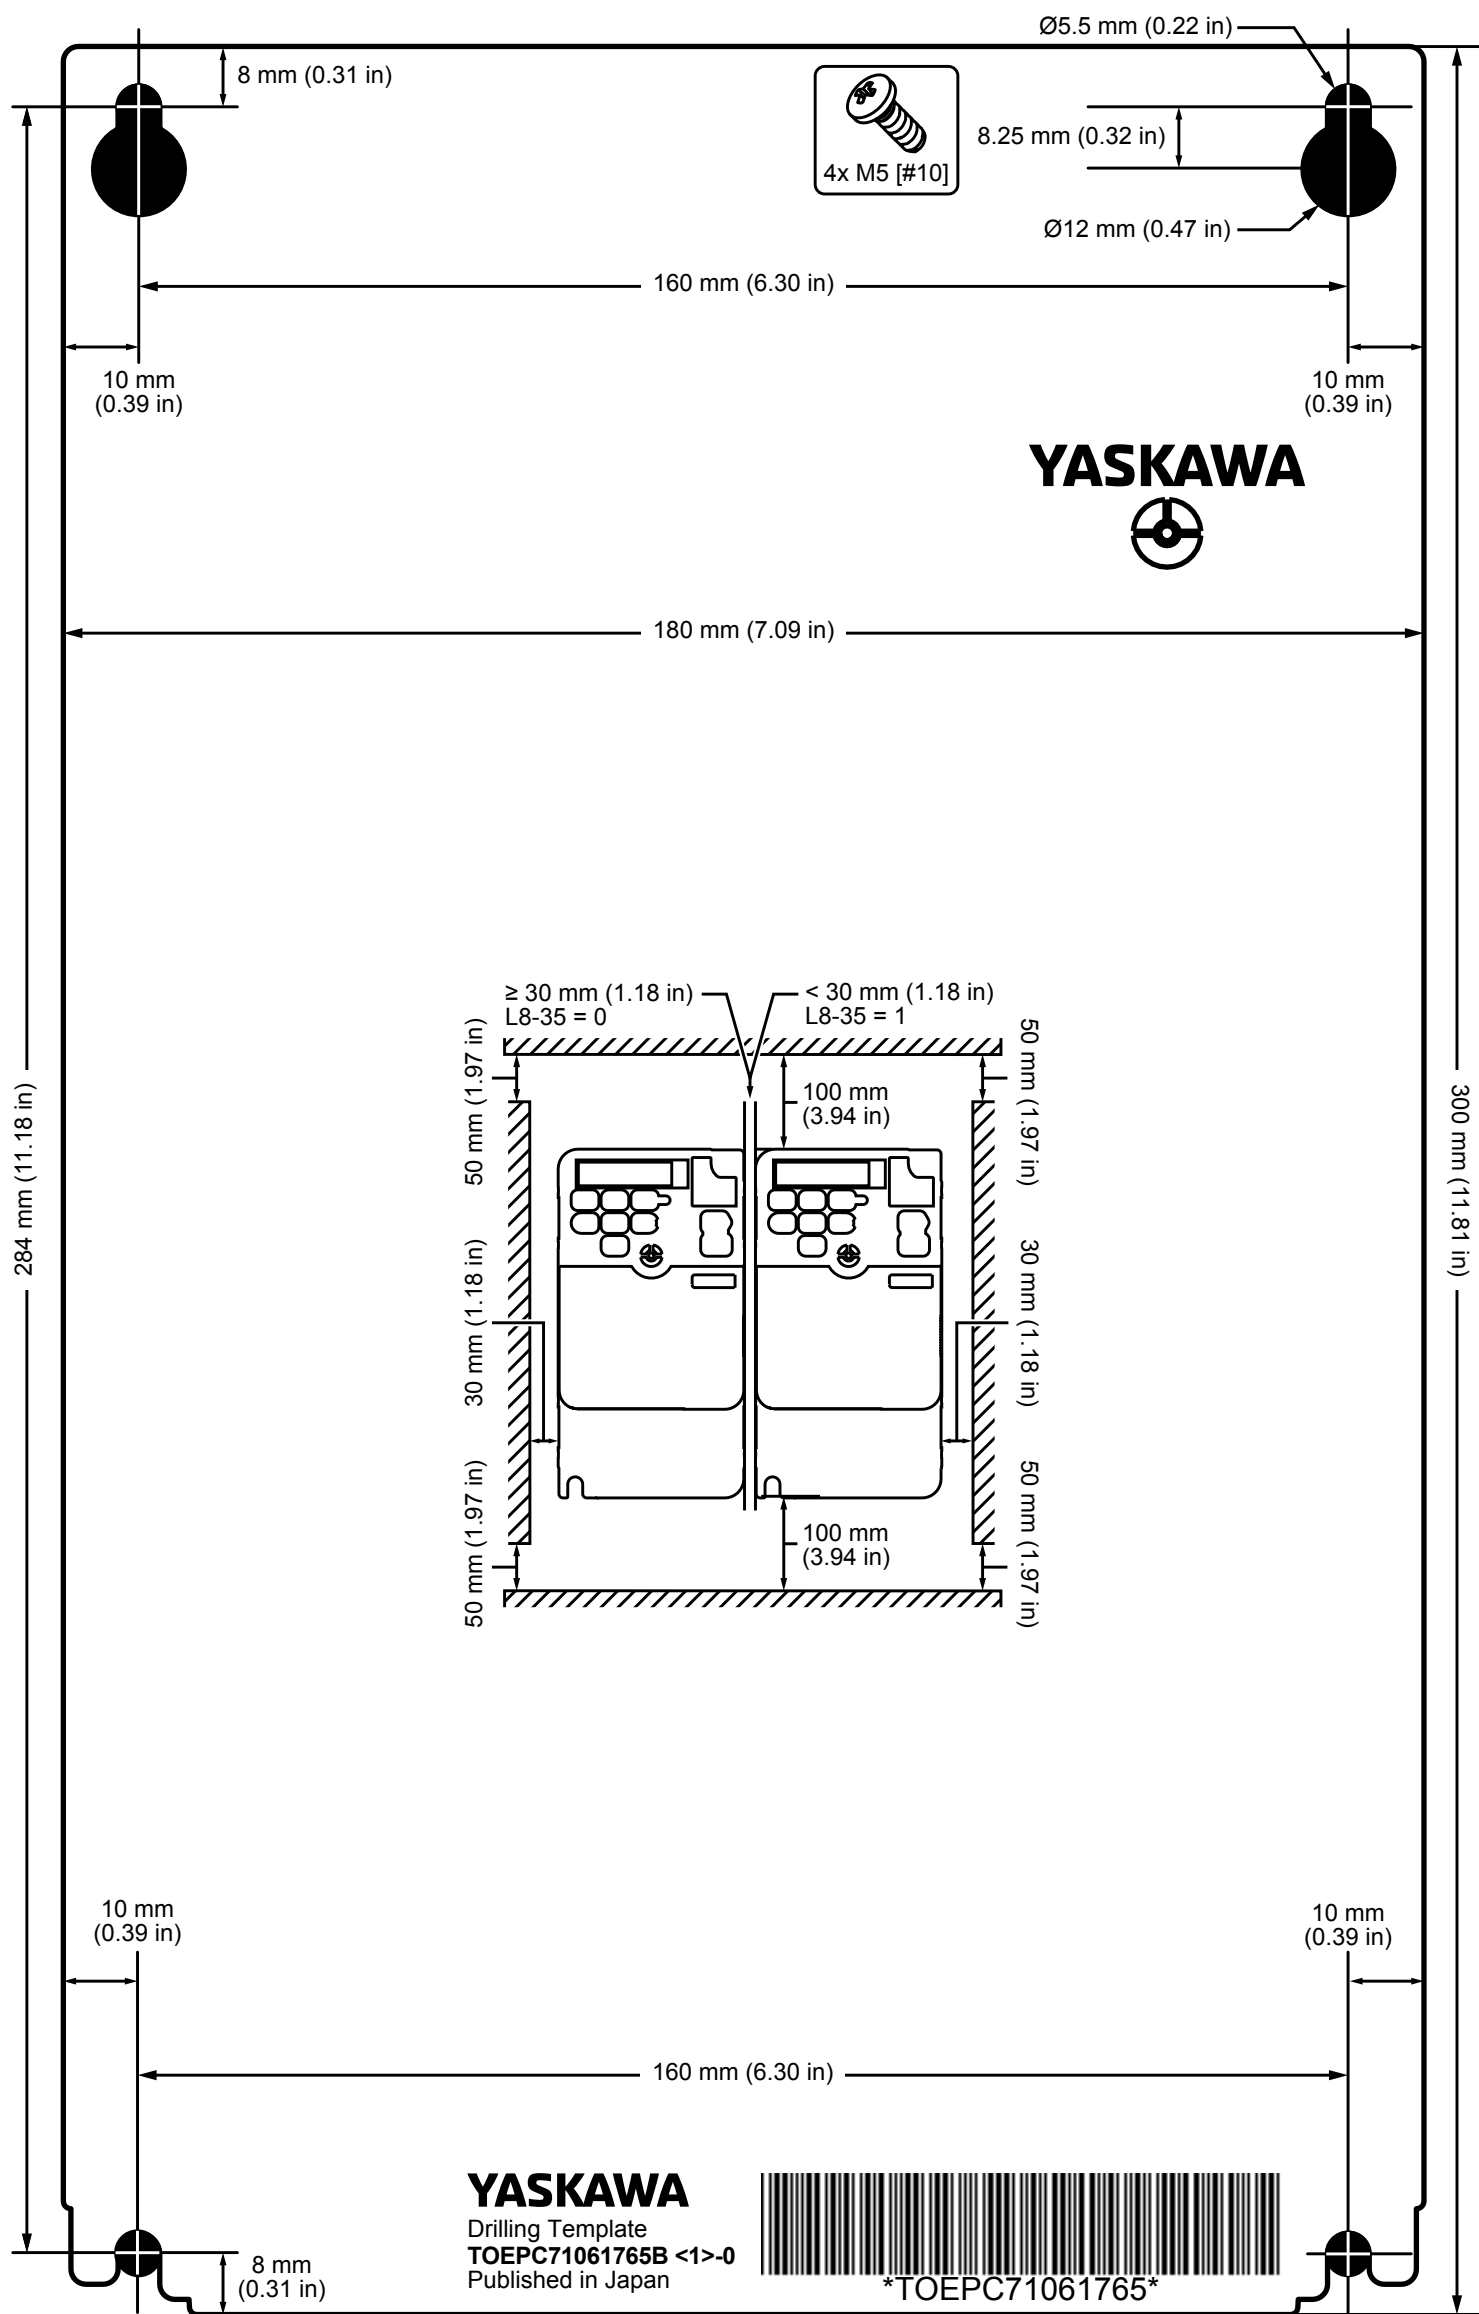 Ø5.5 mm (0.22 in)
8 mm (0.31 in)
8.25 mm (0.32 in)
4x M5 [#10]
Ø12 mm (0.47 in)
160 mm (6.30 in)
10 mm
(0.39 in)
10 mm
(0.39 in)
YASKAWA
180 mm (7.09 in)
≥ 30 mm (1.18 in)
L8-35 = 0
< 30 mm (1.18 in)
L8-35 = 1
50 mm (1.97 in)
50 mm (1.97 in)
100 mm
(3.94 in)
284 mm (11.18 in)
300 mm (11.81 in)
30 mm (1.18 in)
30 mm (1.18 in)
50 mm (1.97 in)
50 mm (1.97 in)
100 mm
(3.94 in)
10 mm
(0.39 in)
10 mm
(0.39 in)
160 mm (6.30 in)
YASKAWA
Drilling Template
TOEPC71061765B <1>-0
Published in Japan
*TOEPC71061765*
8 mm
(0.31 in)